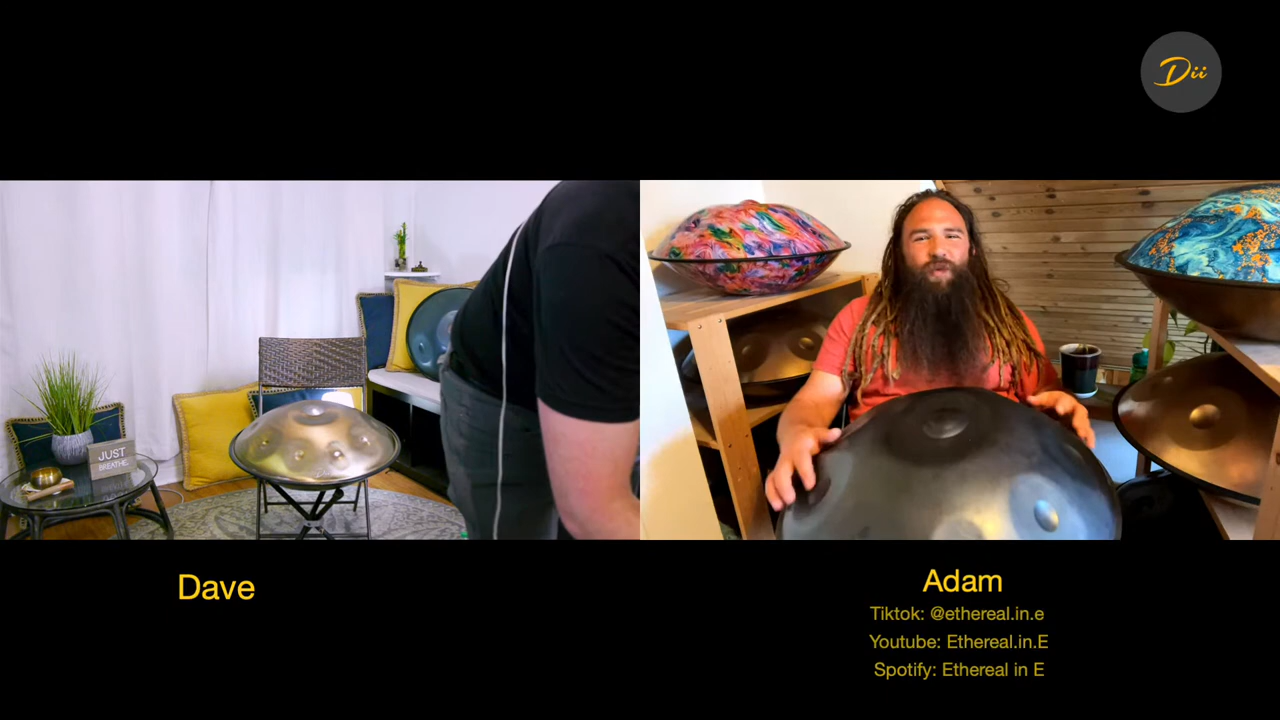 Dii
JUST
BREATHE.
Dave
Adam
Tiktok: @ethereal.in.e
Youtube: Ethereal.in.E
Spotify: Ethereal in E